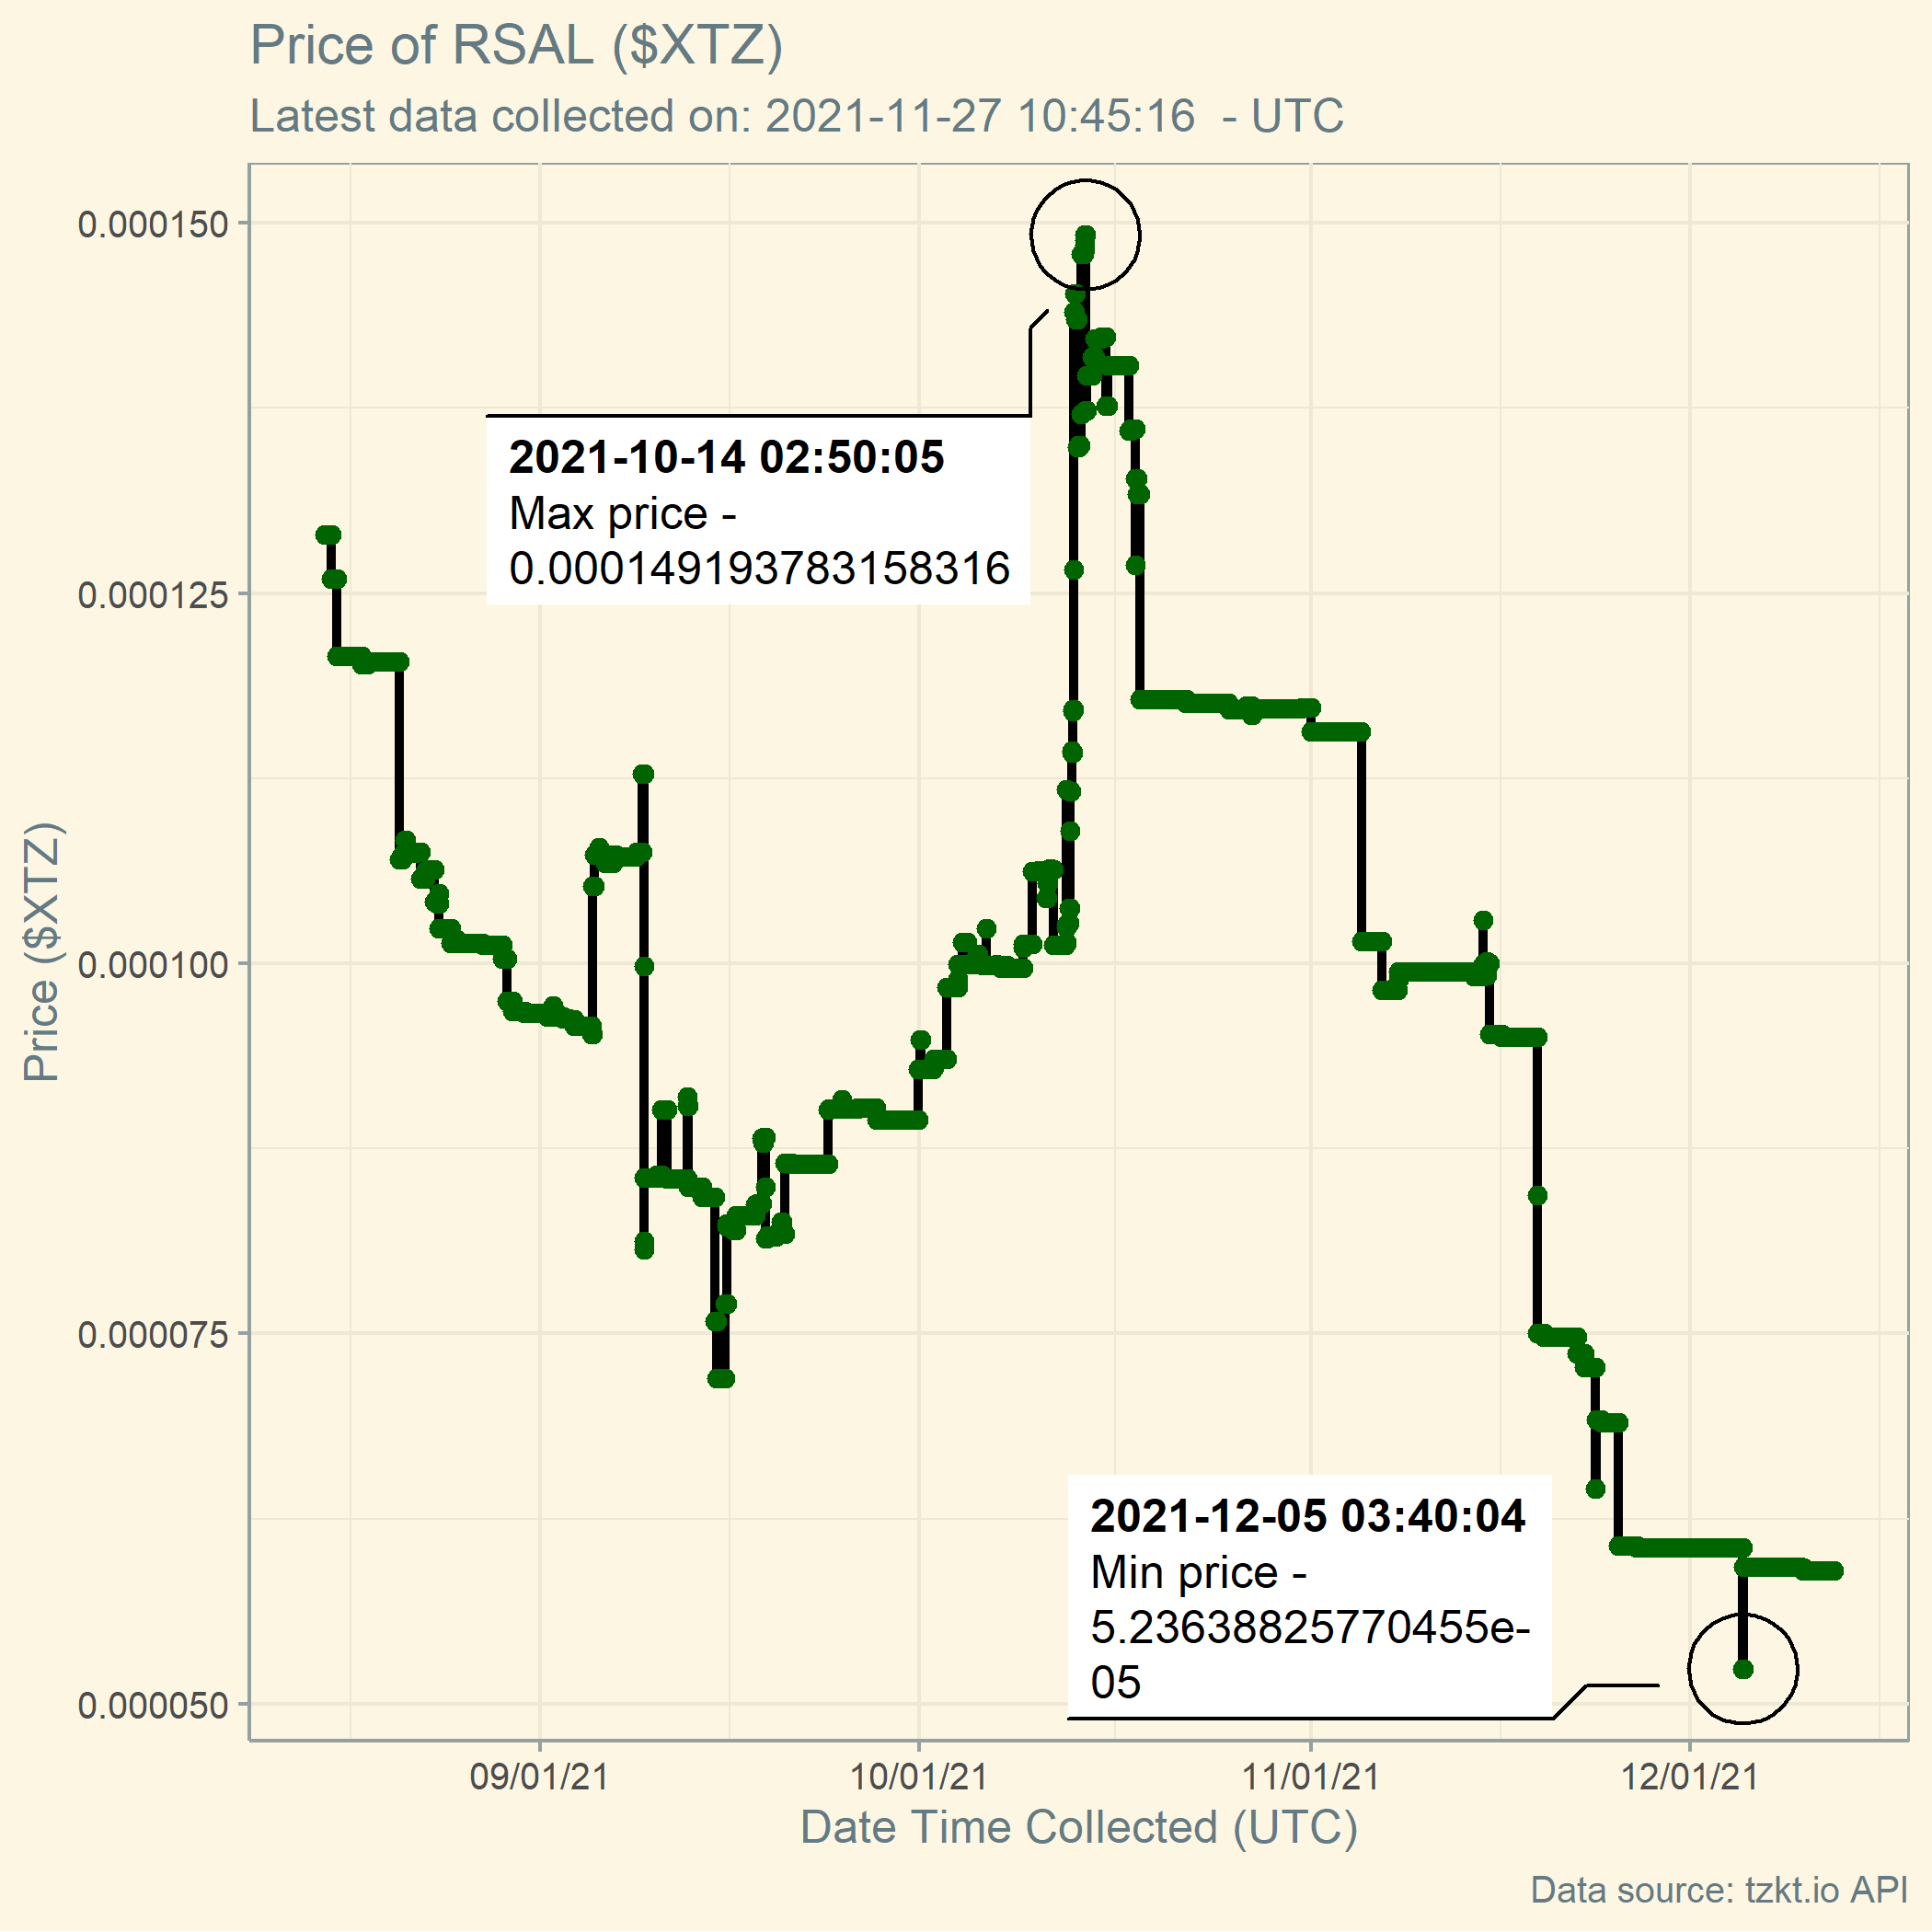 Price of RSAL ($XTZ)
Latest data collected on: 2021-11-27 10:45:16  - UTC
0.000150
0.000125
0.000100
0.000075
0.000050
Price ($XTZ)
2021-10-14 02:50:05
Max price -
0.000149193783158316
2021-12-05 03:40:04
Min price -
5.23638825770455e-
05
09/01/21
10/01/21
11/01/21
12/01/21
Date Time Collected (UTC)
Data source: tzkt.io API